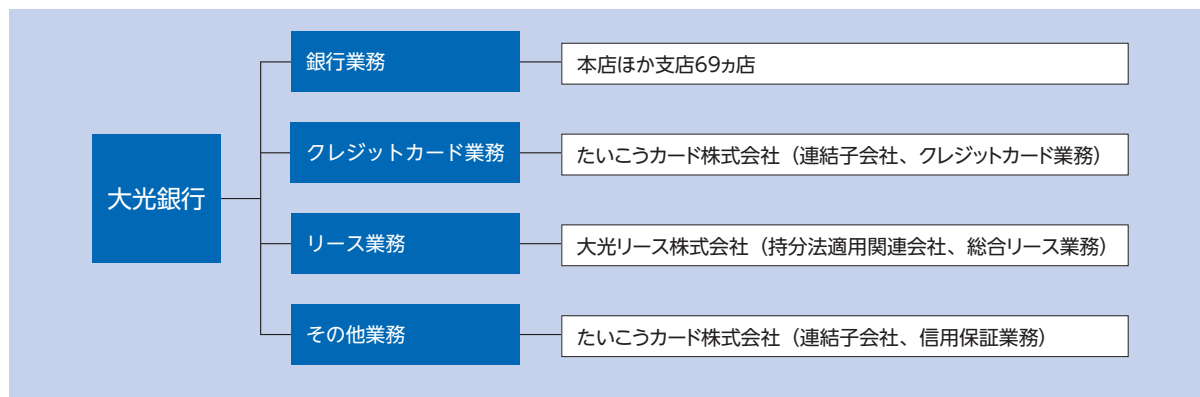 大光銀行
銀行業務
本店ほか支店69ヵ店
クレジットカード業務
たいこうカード株式会社（連結子会社、クレジットカード業務）
リース業務
大光リース株式会社（持分法適用関連会社、総合リース業務）
その他業務
たいこうカード株式会社（連結子会社、信用保証業務）